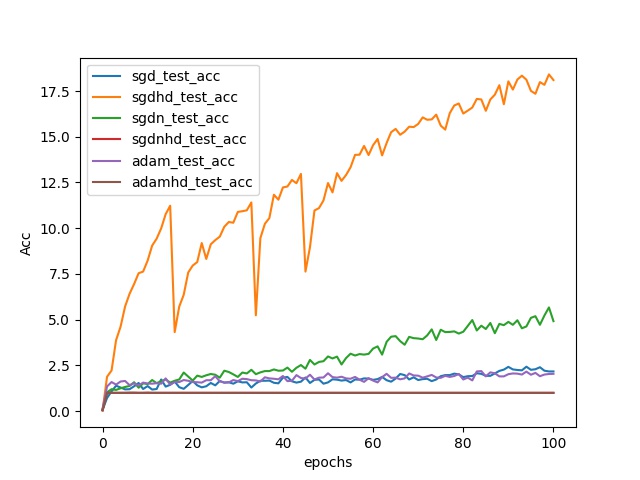 sgd_test_acc
sgdhd_test_acc
sgdn_test_acc
sgdnhd_test_acc
adam_test_acc
adamhd_test_acc
17.5
15.0
12.5
10.0
7.5
5.0
2.5
0.0
Acc
0 20 40 60 80 100
epochs